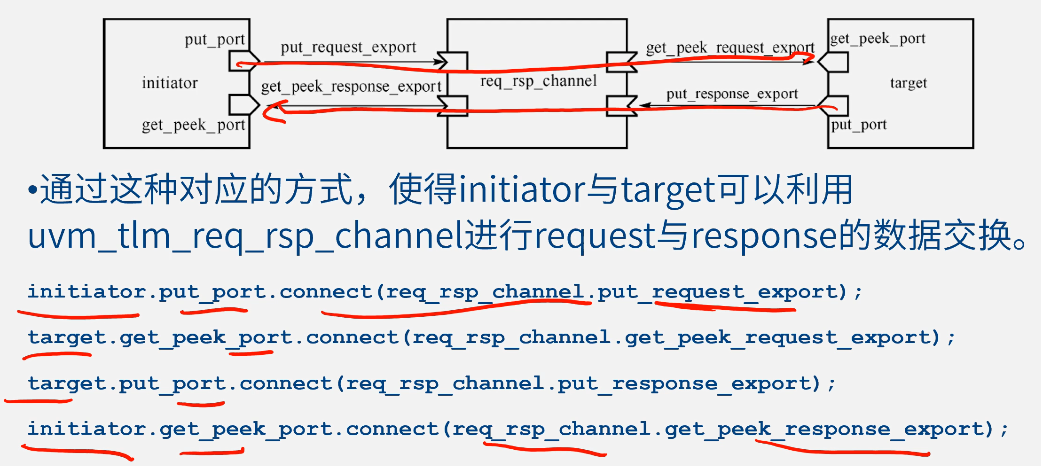 put_port
put_request_export
get_peek_request_export
get_peek_port
initiator
get_peek_response_export
req_rsp_channel
put_response_export
target
get_peek_port
put_port
•通过这种对应的方式，使得initiator与target可以利用
uvm_tlm_req_rsp_channel进行request与response的数据交换。
initiator.put_port.connect(req_rsp_channel.put_request_export);
target.get_peek_port.connect(req_rsp_channel.get_peek_request_export);
target.put_port.connect(req_rsp_channel.put_response_export);
initiator.get_peek_port.connect(req_rsp_channel.get_peek_response_export);